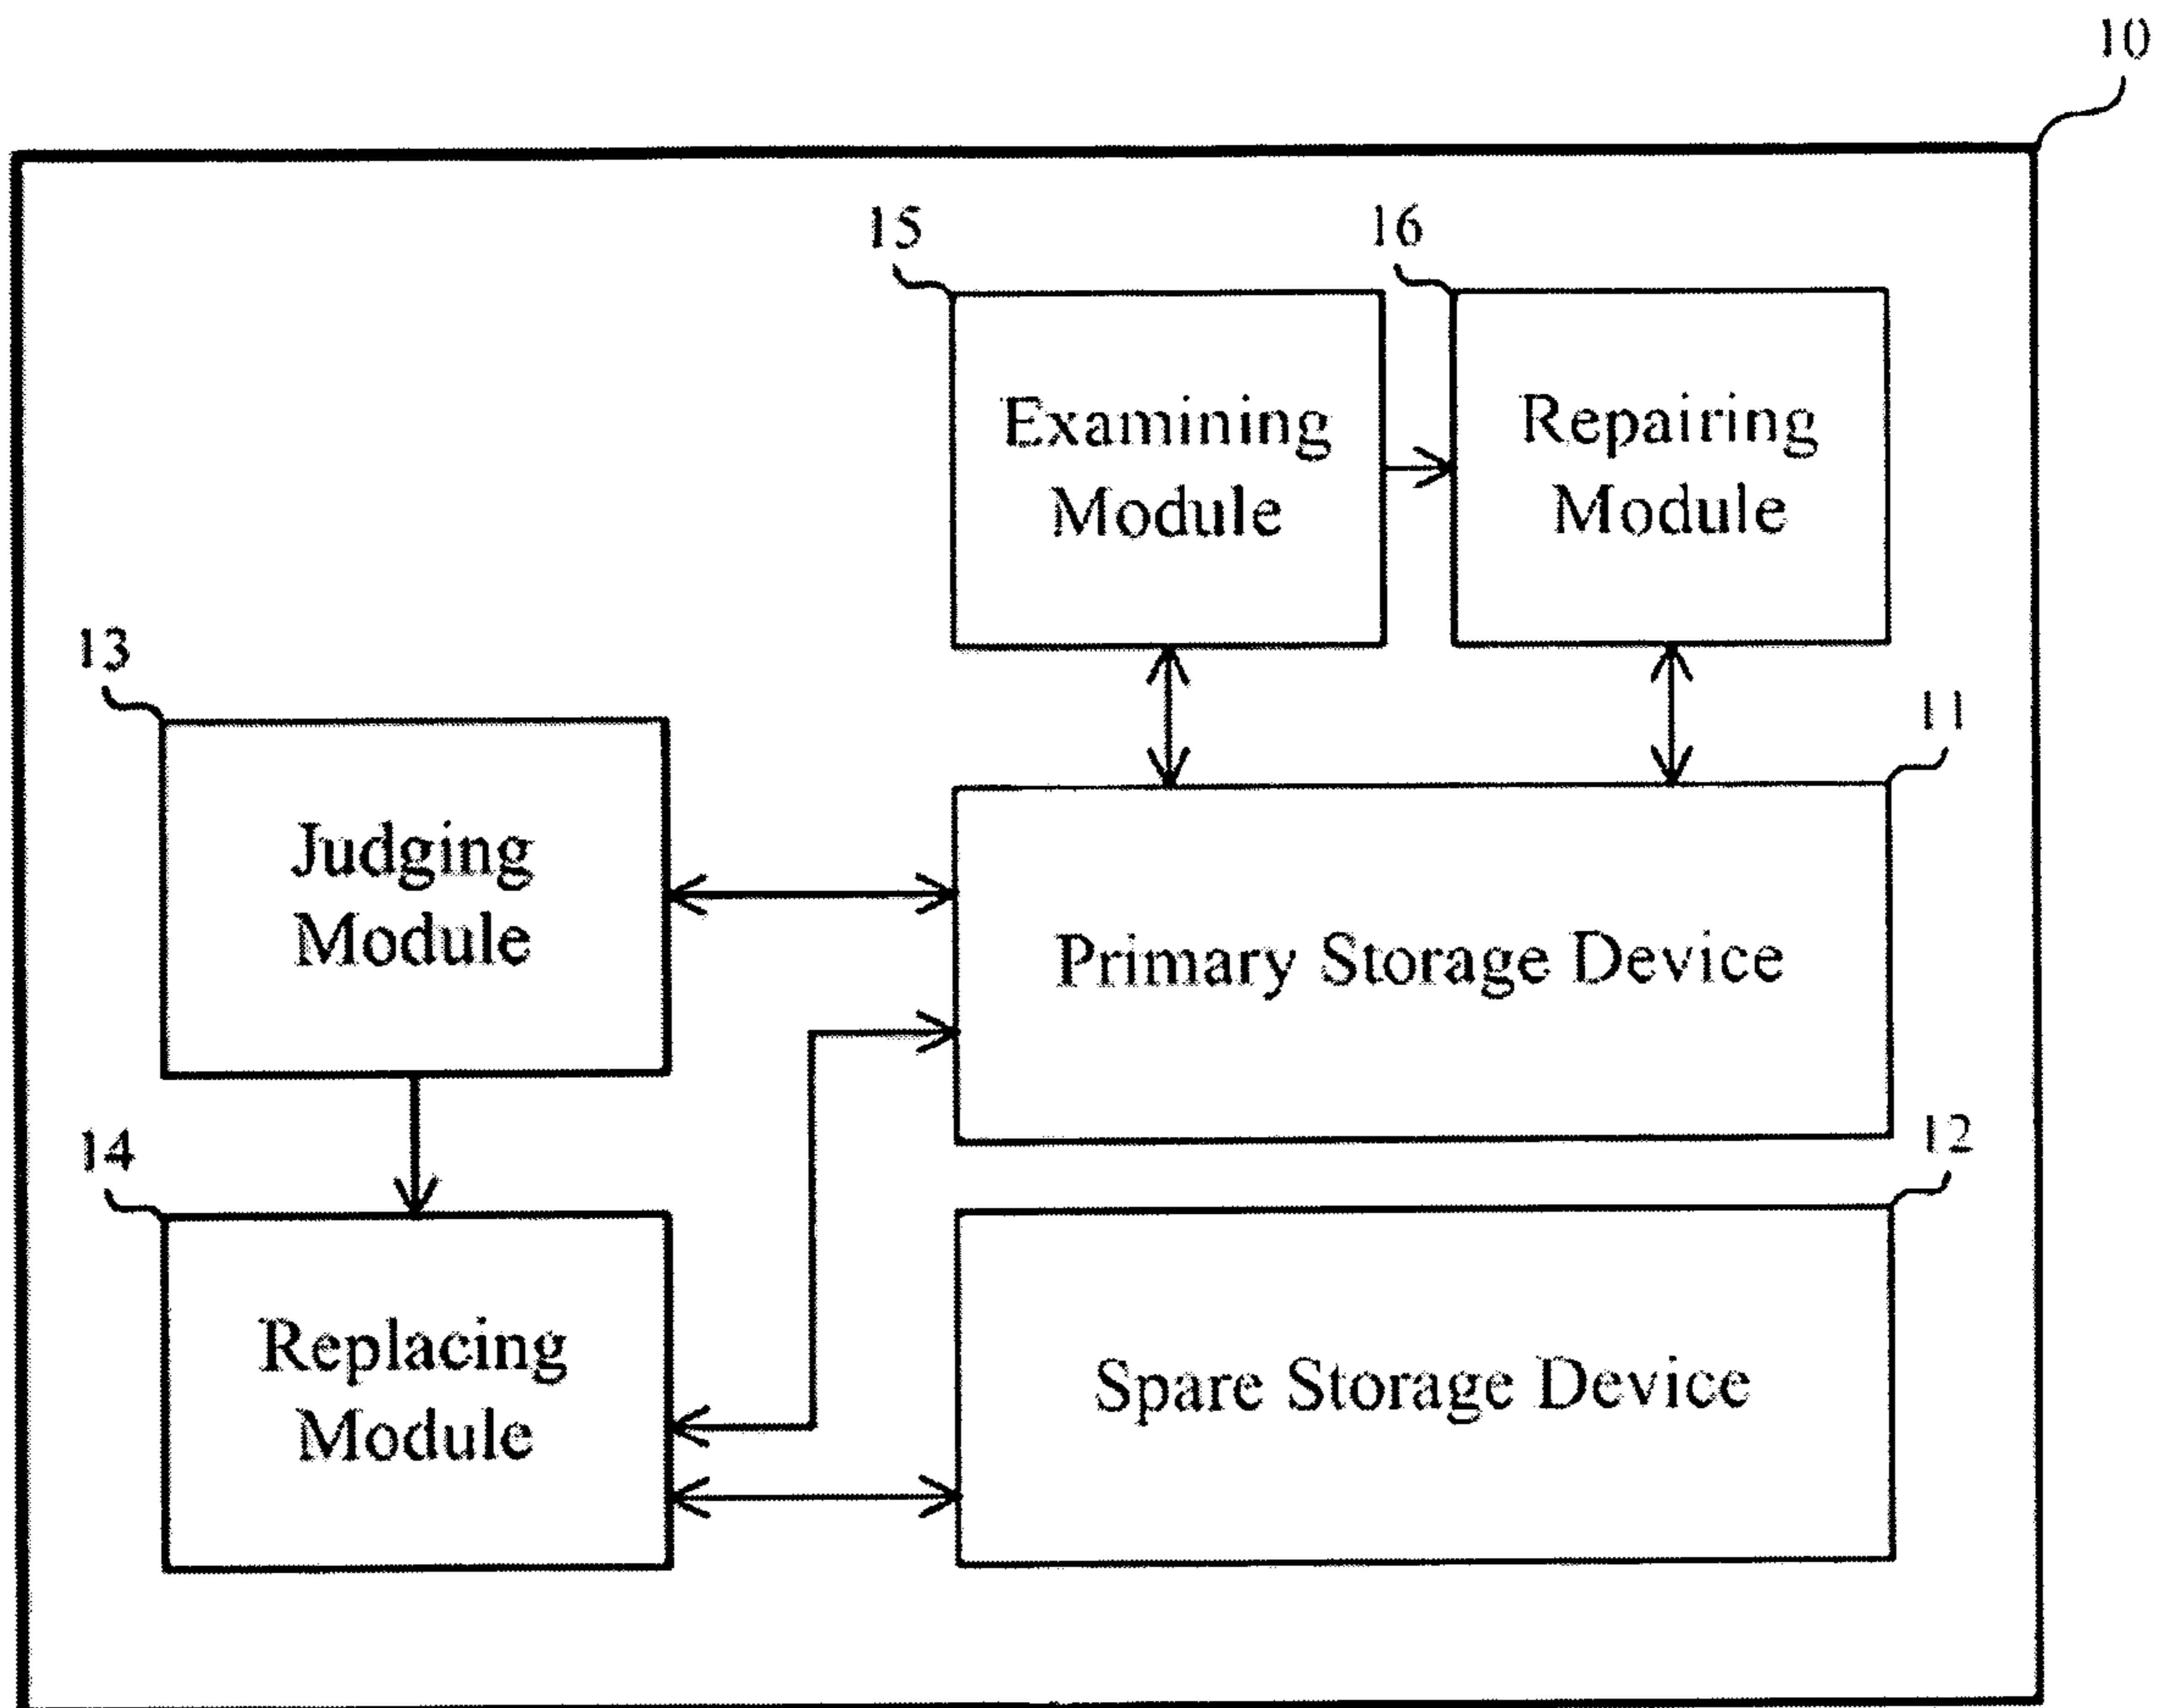 10
15
16
Examining
Module
Repairing
Module
13
11
Judging
Module
Primary Storage Device
14
12
Replacing
Module
Spare Storage Device